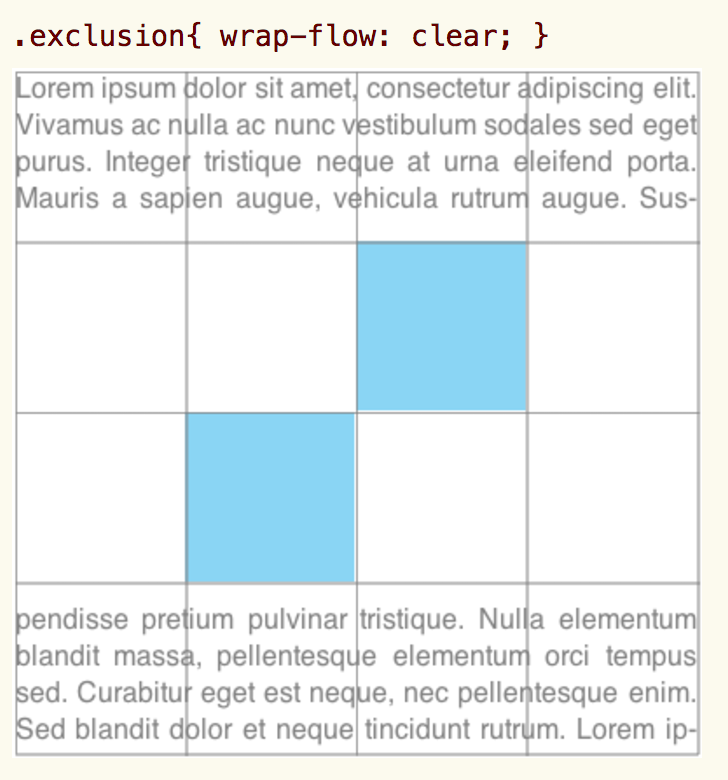 .exclusion{ wrap-flow: clear; }
Lorem ipsum dolor sit amet, consectetur adipiscing elit.
Vivamus ac nulla ac nunc vestibulum sodales sed eget
purus. Integer tristique neque at urna eleifend porta.
Mauris a sapien augue, vehicula rutrum augue. Sus-
pendisse pretium pulvinar tristique. Nulla elementum
blandit massa, pellentesque elementum orci tempus
sed. Curabitur eget est neque, nec pellentesque enim.
Sed blandit dolor et neque tincidunt rutrum. Lorem ip-